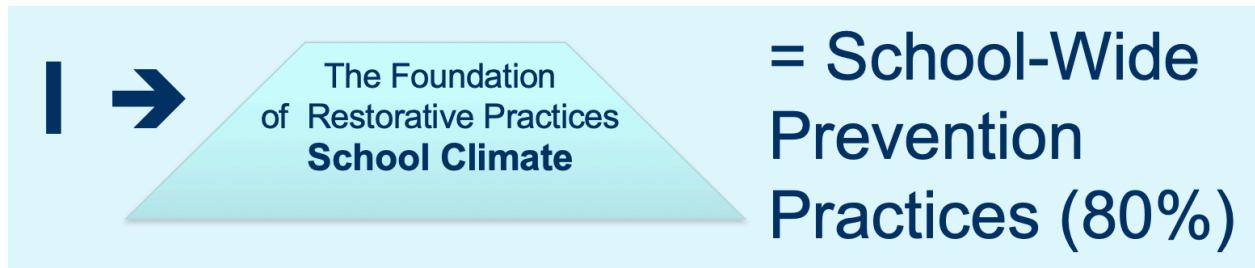 I →
The Foundation
of Restorative Practices
School Climate
= School-Wide
Prevention
Practices (80%)